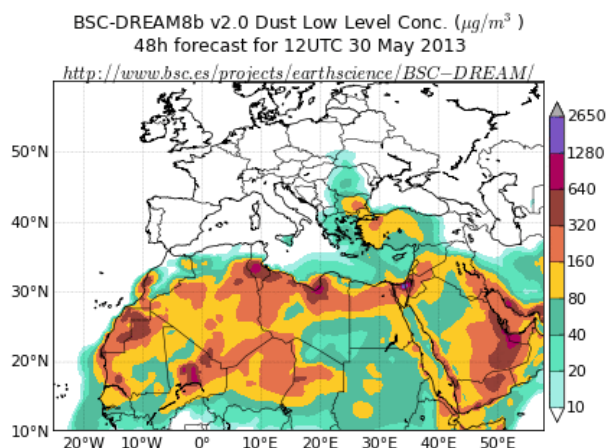 BSC-DREAM8b v2.0 Dust Low Level Conc. (μg/m³ )
48h forecast for 12UTC 30 May 2013
http://www.bsc.es/projects/earthscience/BSC−DREAM/
2650
1280
640
320
160
80
40
20
10
50°N
40°N
30°N
20°N
10°N
20°W 10°W 0° 10°E 20°E 30°E 40°E 50°E